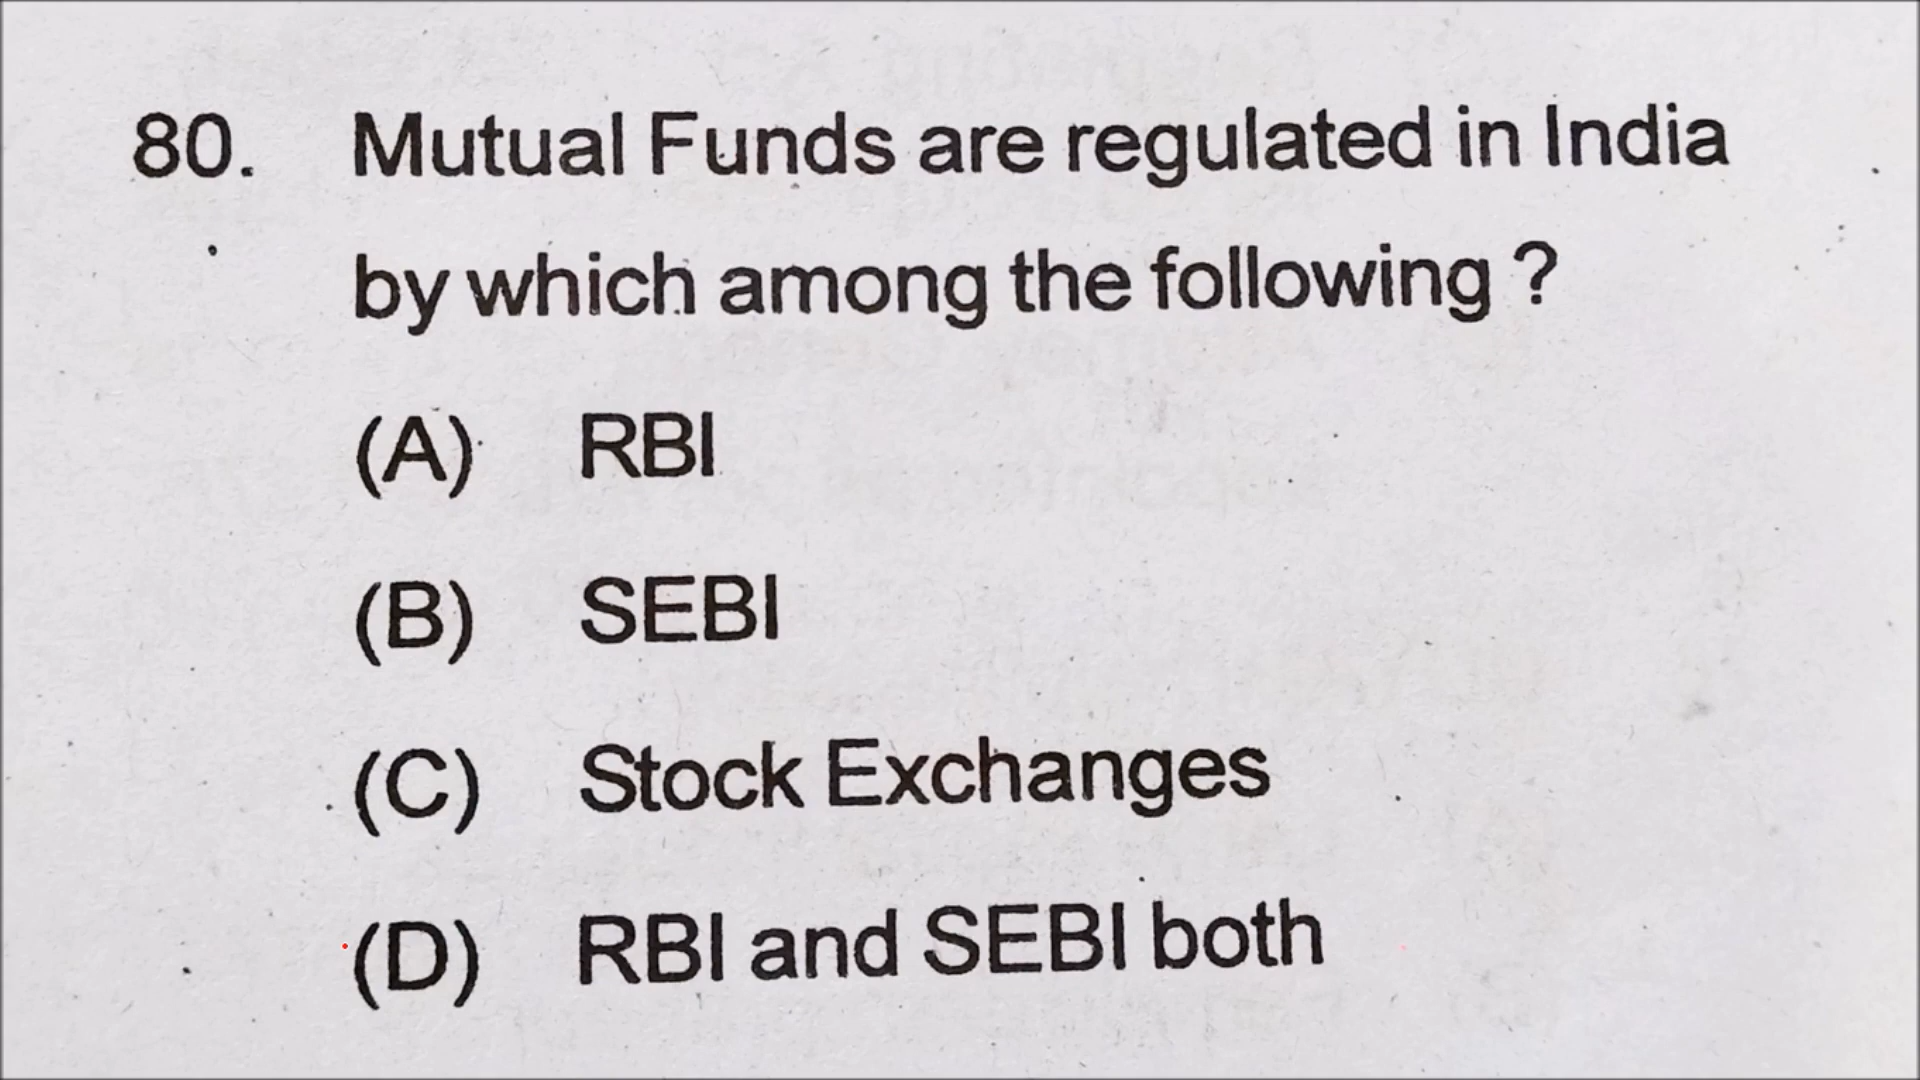 80. Mutual Funds are regulated in India
by which among the following ?
(A) RBI
(B) SEBI
(C) Stock Exchanges
(D) RBI and SEBI both